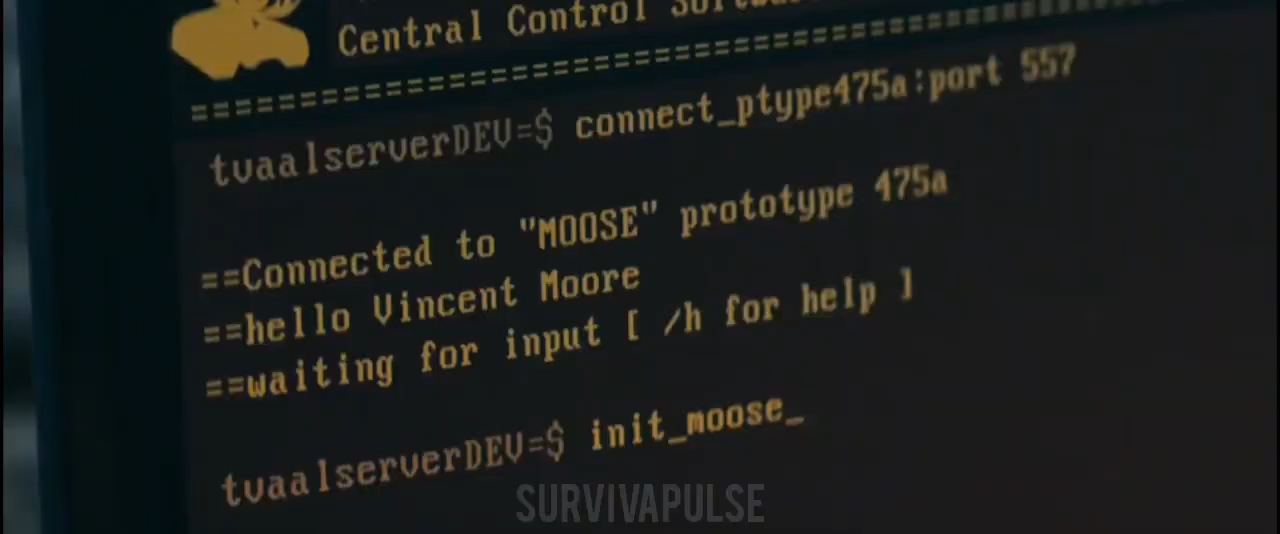 Central Control
=====================================================
tvaalserverDEV=$ connect_ptype475a:port 557
==Connected to "MOOSE" prototype 475a
==hello Vincent Moore
==waiting for input [ /h for help ]
tvaalserverDEV=$ init_moose_
SURVIVAPULSE